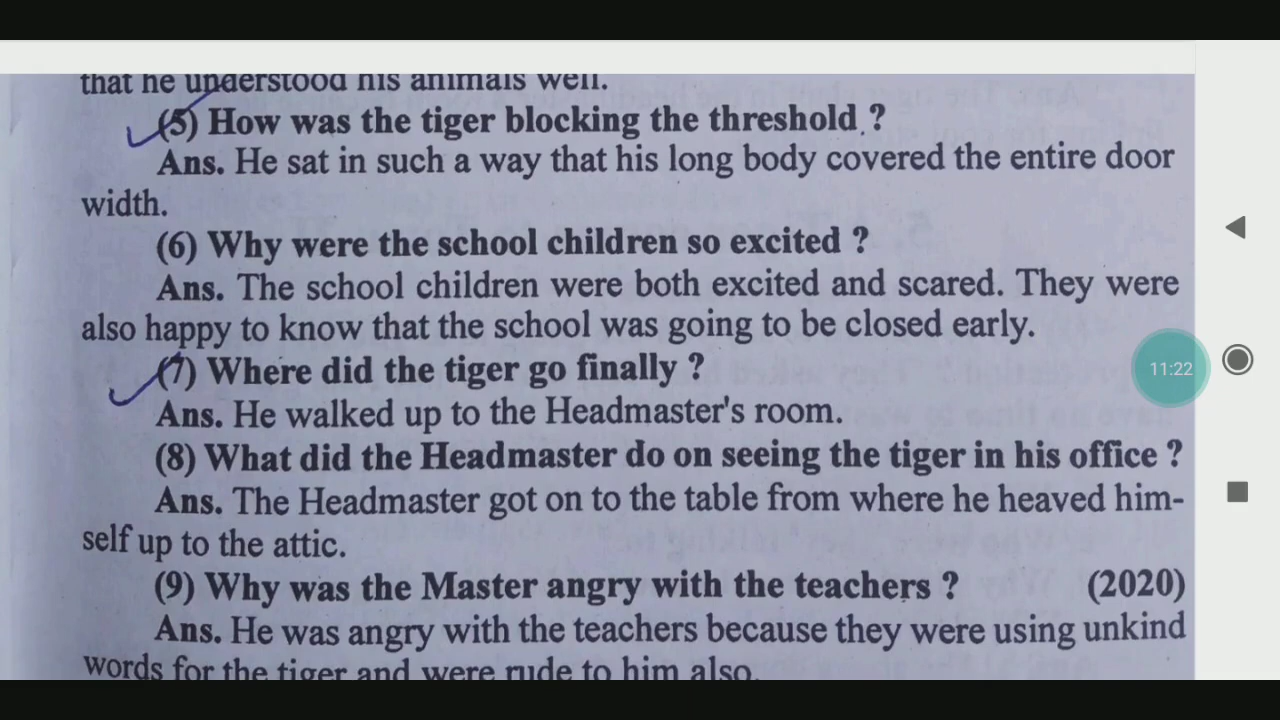 that he understood his animals well.
(5) How was the tiger blocking the threshold ?
Ans. He sat in such a way that his long body covered the entire door
width.
(6) Why were the school children so excited ?
Ans. The school children were both excited and scared. They were
also happy to know that the school was going to be closed early.
(7) Where did the tiger go finally ?
Ans. He walked up to the Headmaster's room.
(8) What did the Headmaster do on seeing the tiger in his office ?
Ans. The Headmaster got on to the table from where he heaved him-
self up to the attic.
(9) Why was the Master angry with the teachers ? (2020)
Ans. He was angry with the teachers because they were using unkind
words for the tiger and were rude to him also.
11:22